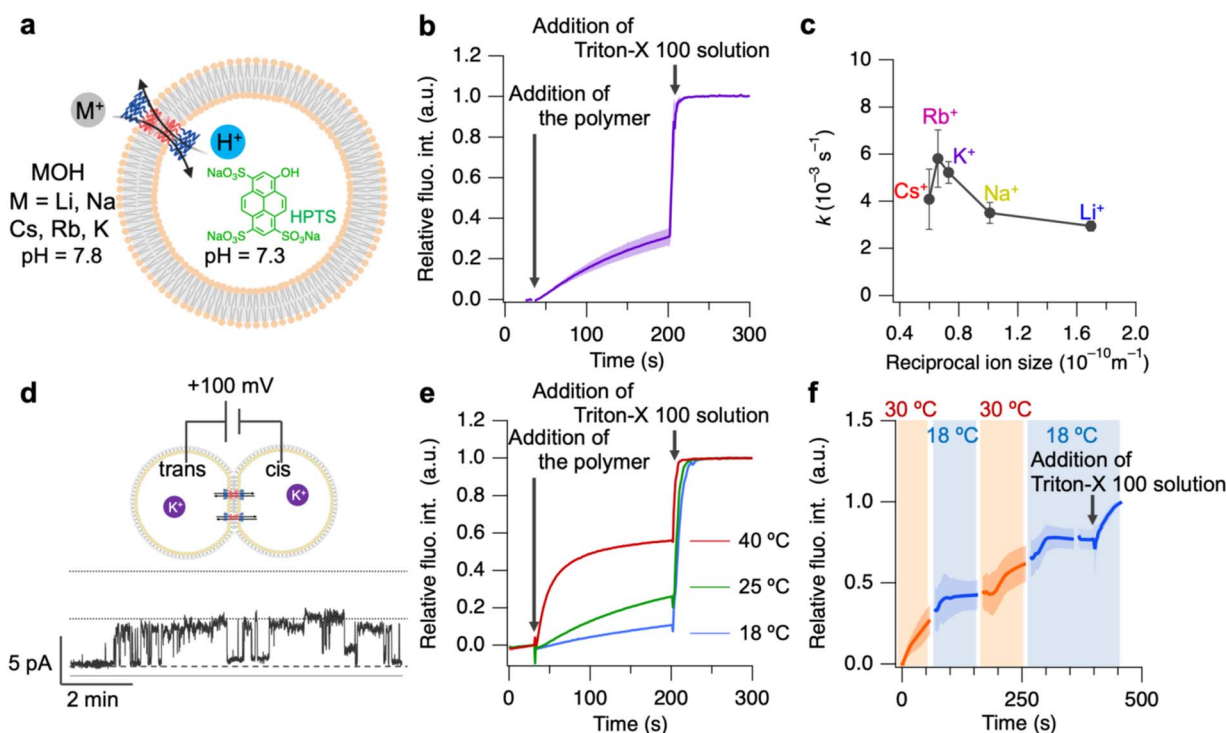 a
M⁺
H⁺
MOH
M = Li, Na
Cs, Rb, K
pH = 7.8
NaO₃S
OH
HPTS
NaO₃S
SO₃Na
pH = 7.3
b
Addition of
Triton-X 100 solution
Addition of
the polymer
Relative fluo. int. (a.u.)
1.2
1.0
0.8
0.6
0.4
0.2
0.0
0
100
200
300
Time (s)
c
k (10⁻³ s⁻¹)
10
8
6
4
2
0
Rb⁺
K⁺
Cs⁺
Na⁺
Li⁺
0.4
0.8
1.2
1.6
2.0
Reciprocal ion size (10⁻¹⁰m⁻¹)
d
+100 mV
trans
cis
K⁺
K⁺
5 pA
2 min
e
Addition of
Triton-X 100 solution
Addition of
the polymer
Relative fluo. int. (a.u.)
1.2
1.0
0.8
0.6
0.4
0.2
0.0
40 ºC
25 ºC
18 ºC
0
100
200
300
Time (s)
f
30 ºC
30 ºC
18 ºC
18 ºC
Addition of
Triton-X 100 solution
Relative fluo. int. (a.u.)
1.5
1.0
0.5
0.0
0
250
500
Time (s)